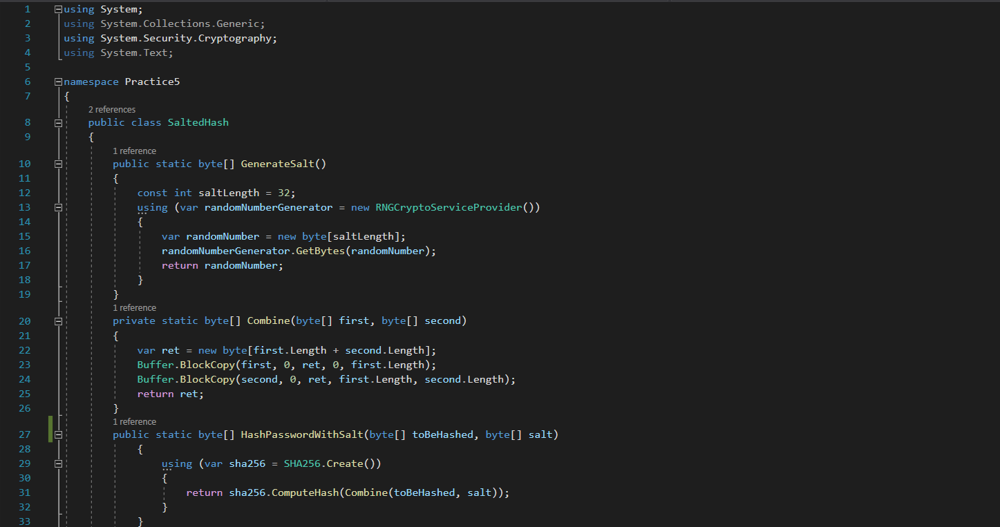 1 using System;
2 using System.Collections.Generic;
3 using System.Security.Cryptography;
4 using System.Text;
5
6 namespace Practice5
7 {
2 references
8 public class SaltedHash
9 {
1 reference
10 public static byte[] GenerateSalt()
11 {
12 const int saltLength = 32;
13 using (var randomNumberGenerator = new RNGCryptoServiceProvider())
14 {
15 var randomNumber = new byte[saltLength];
16 randomNumberGenerator.GetBytes(randomNumber);
17 return randomNumber;
18 }
19 }
1 reference
20 private static byte[] Combine(byte[] first, byte[] second)
21 {
22 var ret = new byte[first.Length + second.Length];
23 Buffer.BlockCopy(first, 0, ret, 0, first.Length);
24 Buffer.BlockCopy(second, 0, ret, first.Length, second.Length);
25 return ret;
26 }
1 reference
27 public static byte[] HashPasswordWithSalt(byte[] toBeHashed, byte[] salt)
28 {
29 using (var sha256 = SHA256.Create())
30 {
31 return sha256.ComputeHash(Combine(toBeHashed, salt));
32 }
33 }